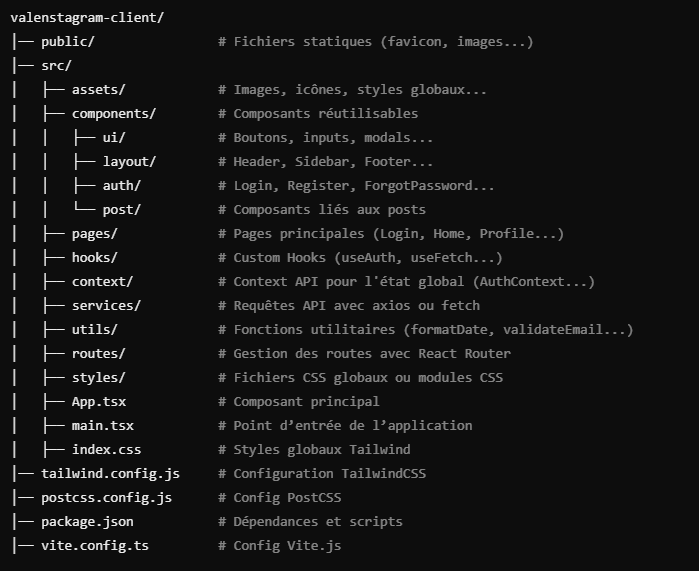 valenstagram-client/
│── public/                # Fichiers statiques (favicon, images...)
│── src/
│   ├── assets/            # Images, icônes, styles globaux...
│   ├── components/        # Composants réutilisables
│   │   ├── ui/            # Boutons, inputs, modals...
│   │   ├── layout/        # Header, Sidebar, Footer...
│   │   ├── auth/          # Login, Register, ForgotPassword...
│   │   └── post/          # Composants liés aux posts
│   ├── pages/             # Pages principales (Login, Home, Profile...)
│   ├── hooks/             # Custom Hooks (useAuth, useFetch...)
│   ├── context/           # Context API pour l'état global (AuthContext...)
│   ├── services/          # Requêtes API avec axios ou fetch
│   ├── utils/             # Fonctions utilitaires (formatDate, validateEmail...)
│   ├── routes/            # Gestion des routes avec React Router
│   ├── styles/            # Fichiers CSS globaux ou modules CSS
│   ├── App.tsx            # Composant principal
│   ├── main.tsx           # Point d’entrée de l’application
│   ├── index.css          # Styles globaux Tailwind
│── tailwind.config.js     # Configuration TailwindCSS
│── postcss.config.js      # Config PostCSS
│── package.json           # Dépendances et scripts
│── vite.config.ts         # Config Vite.js